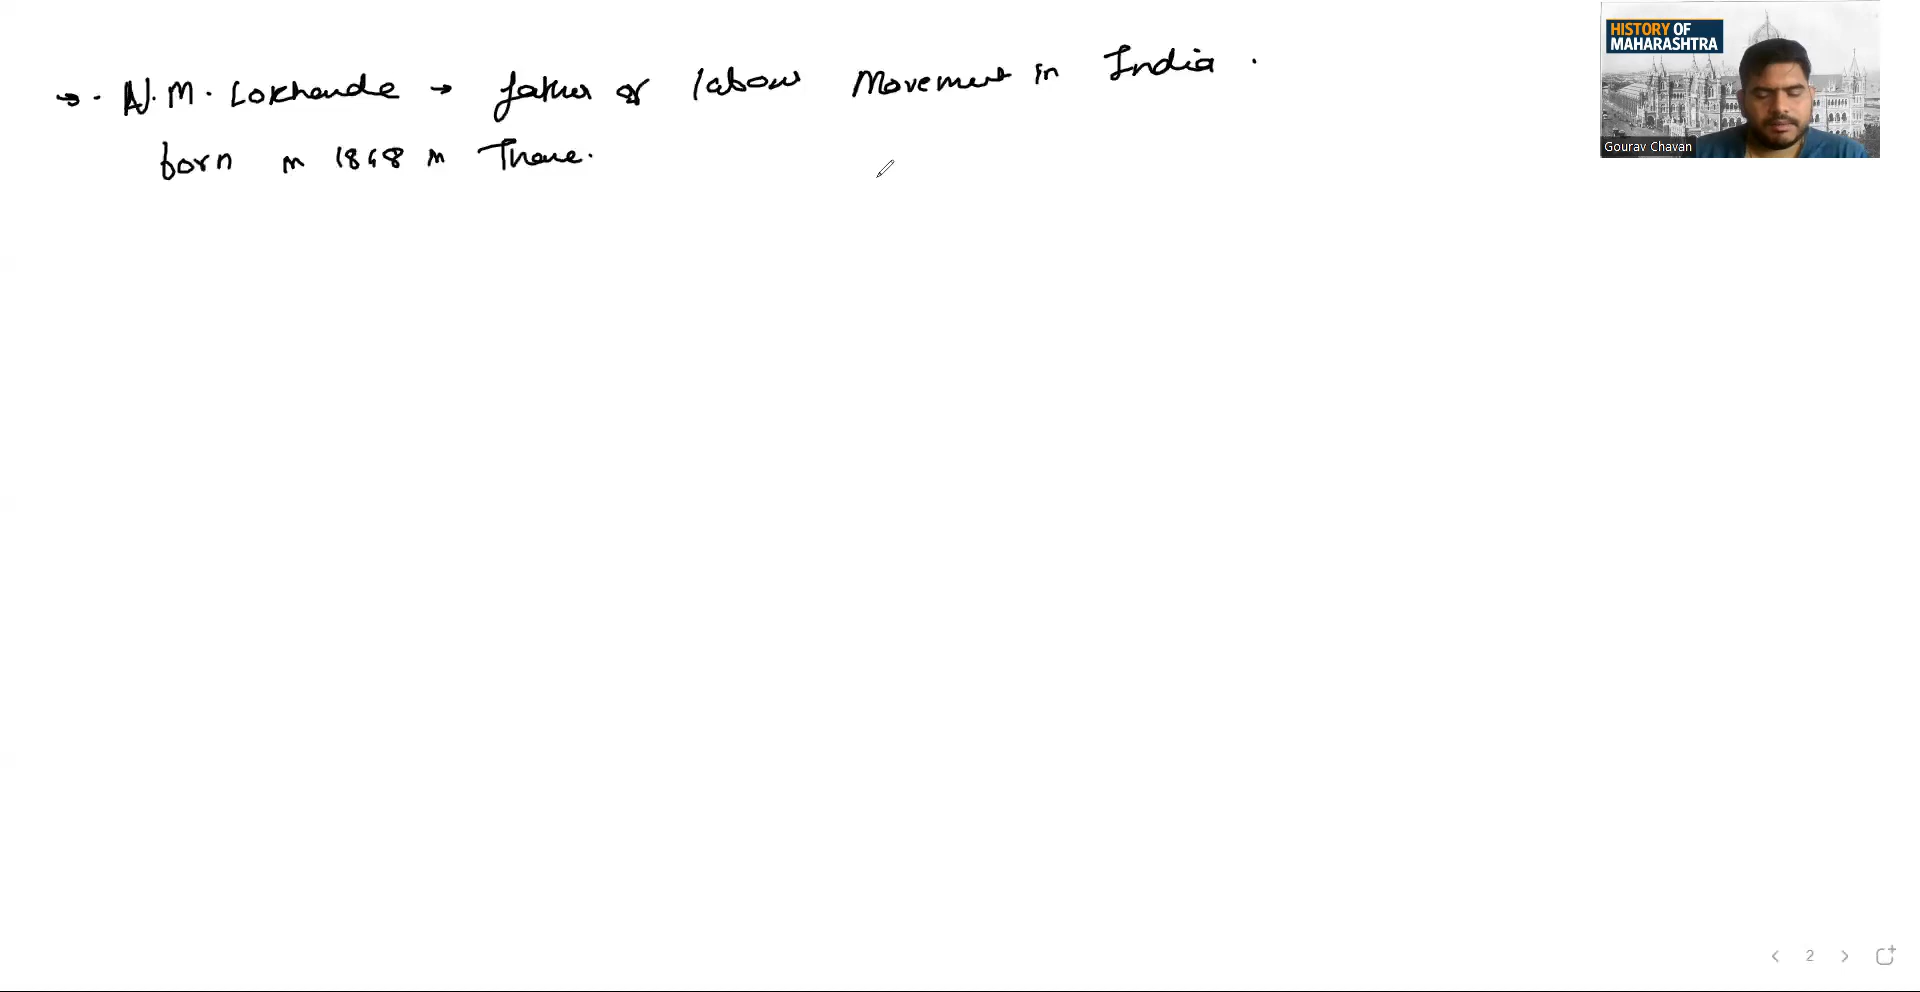 → · N. M. Lokhande → father of labour Movement in India .
born in 1848 in Thane.
HISTORY OF
MAHARASHTRA
Gourav Chavan
2